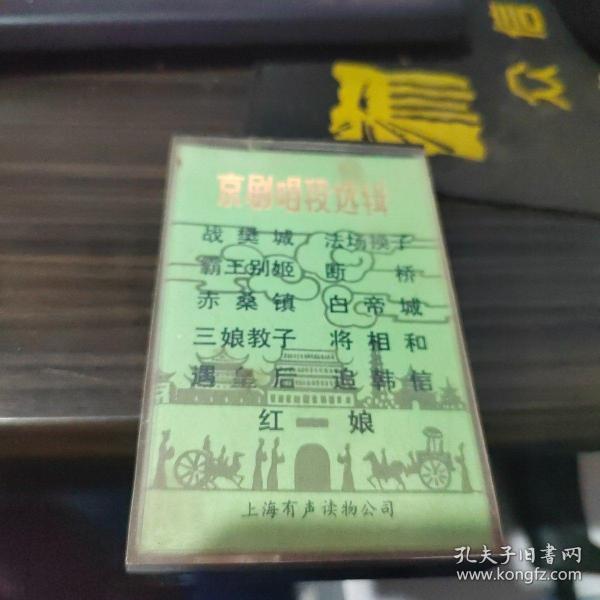 众信
京剧唱段选辑
战樊城 法场换子
霸王别姬 断桥
赤桑镇 白帝城
三娘教子 将相和
遇皇后 追韩信
红娘
上海有声读物公司
孔夫子旧书网
www.kongfz.com